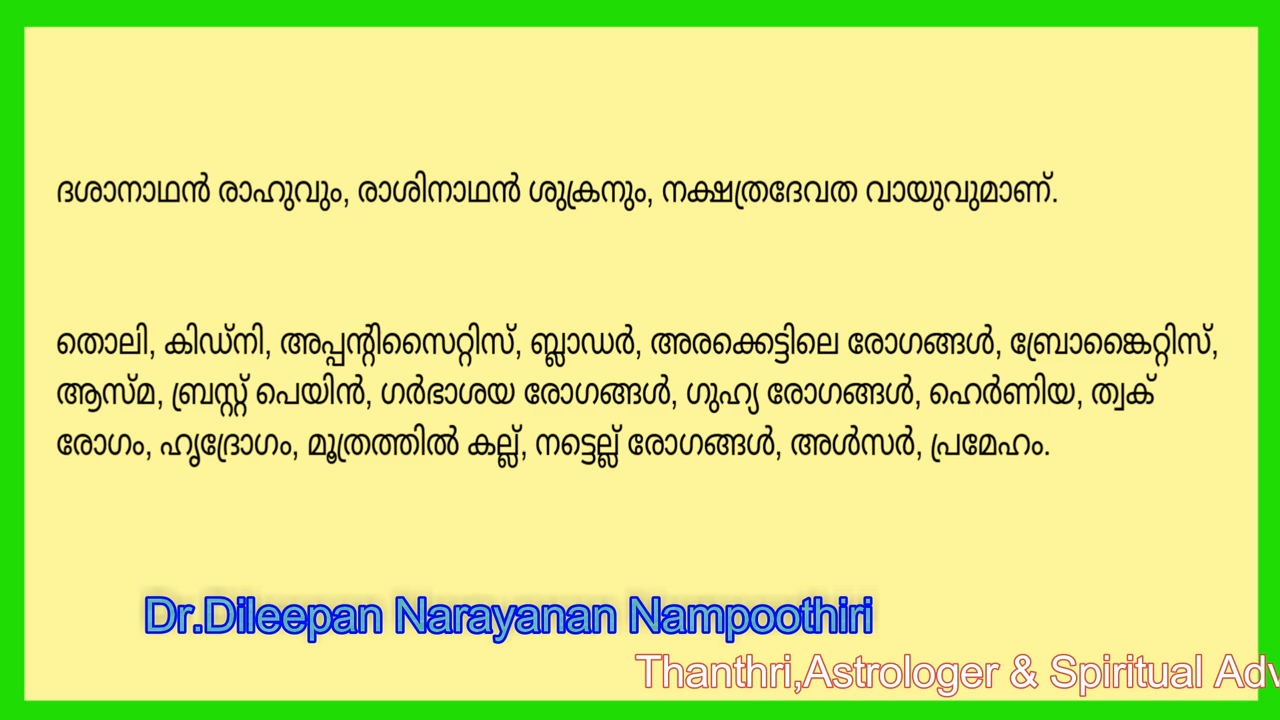 ദശാനാഥൻ രാഹുവും, രാശിനാഥൻ ശുക്രനും, നക്ഷത്രദേവത വായുവുമാണ്.
തൊലി, കിഡ്നി, അപ്പന്റിസൈറ്റിസ്, ബ്ലാഡർ, അരക്കെട്ടിലെ രോഗങ്ങൾ, ബ്രോങ്കൈറ്റിസ്,
ആസ്മ, ബ്രസ്റ്റ് പെയിൻ, ഗർഭാശയ രോഗങ്ങൾ, ഗുഹ്യ രോഗങ്ങൾ, ഹെർണിയ, ത്വക്
രോഗം, ഹൃദ്രോഗം, മൂത്രത്തിൽ കല്ല്, നട്ടെല്ല് രോഗങ്ങൾ, അൾസർ, പ്രമേഹം.
Dr.Dileepan Narayanan Nampoothiri
Thanthri,Astrologer & Spiritual